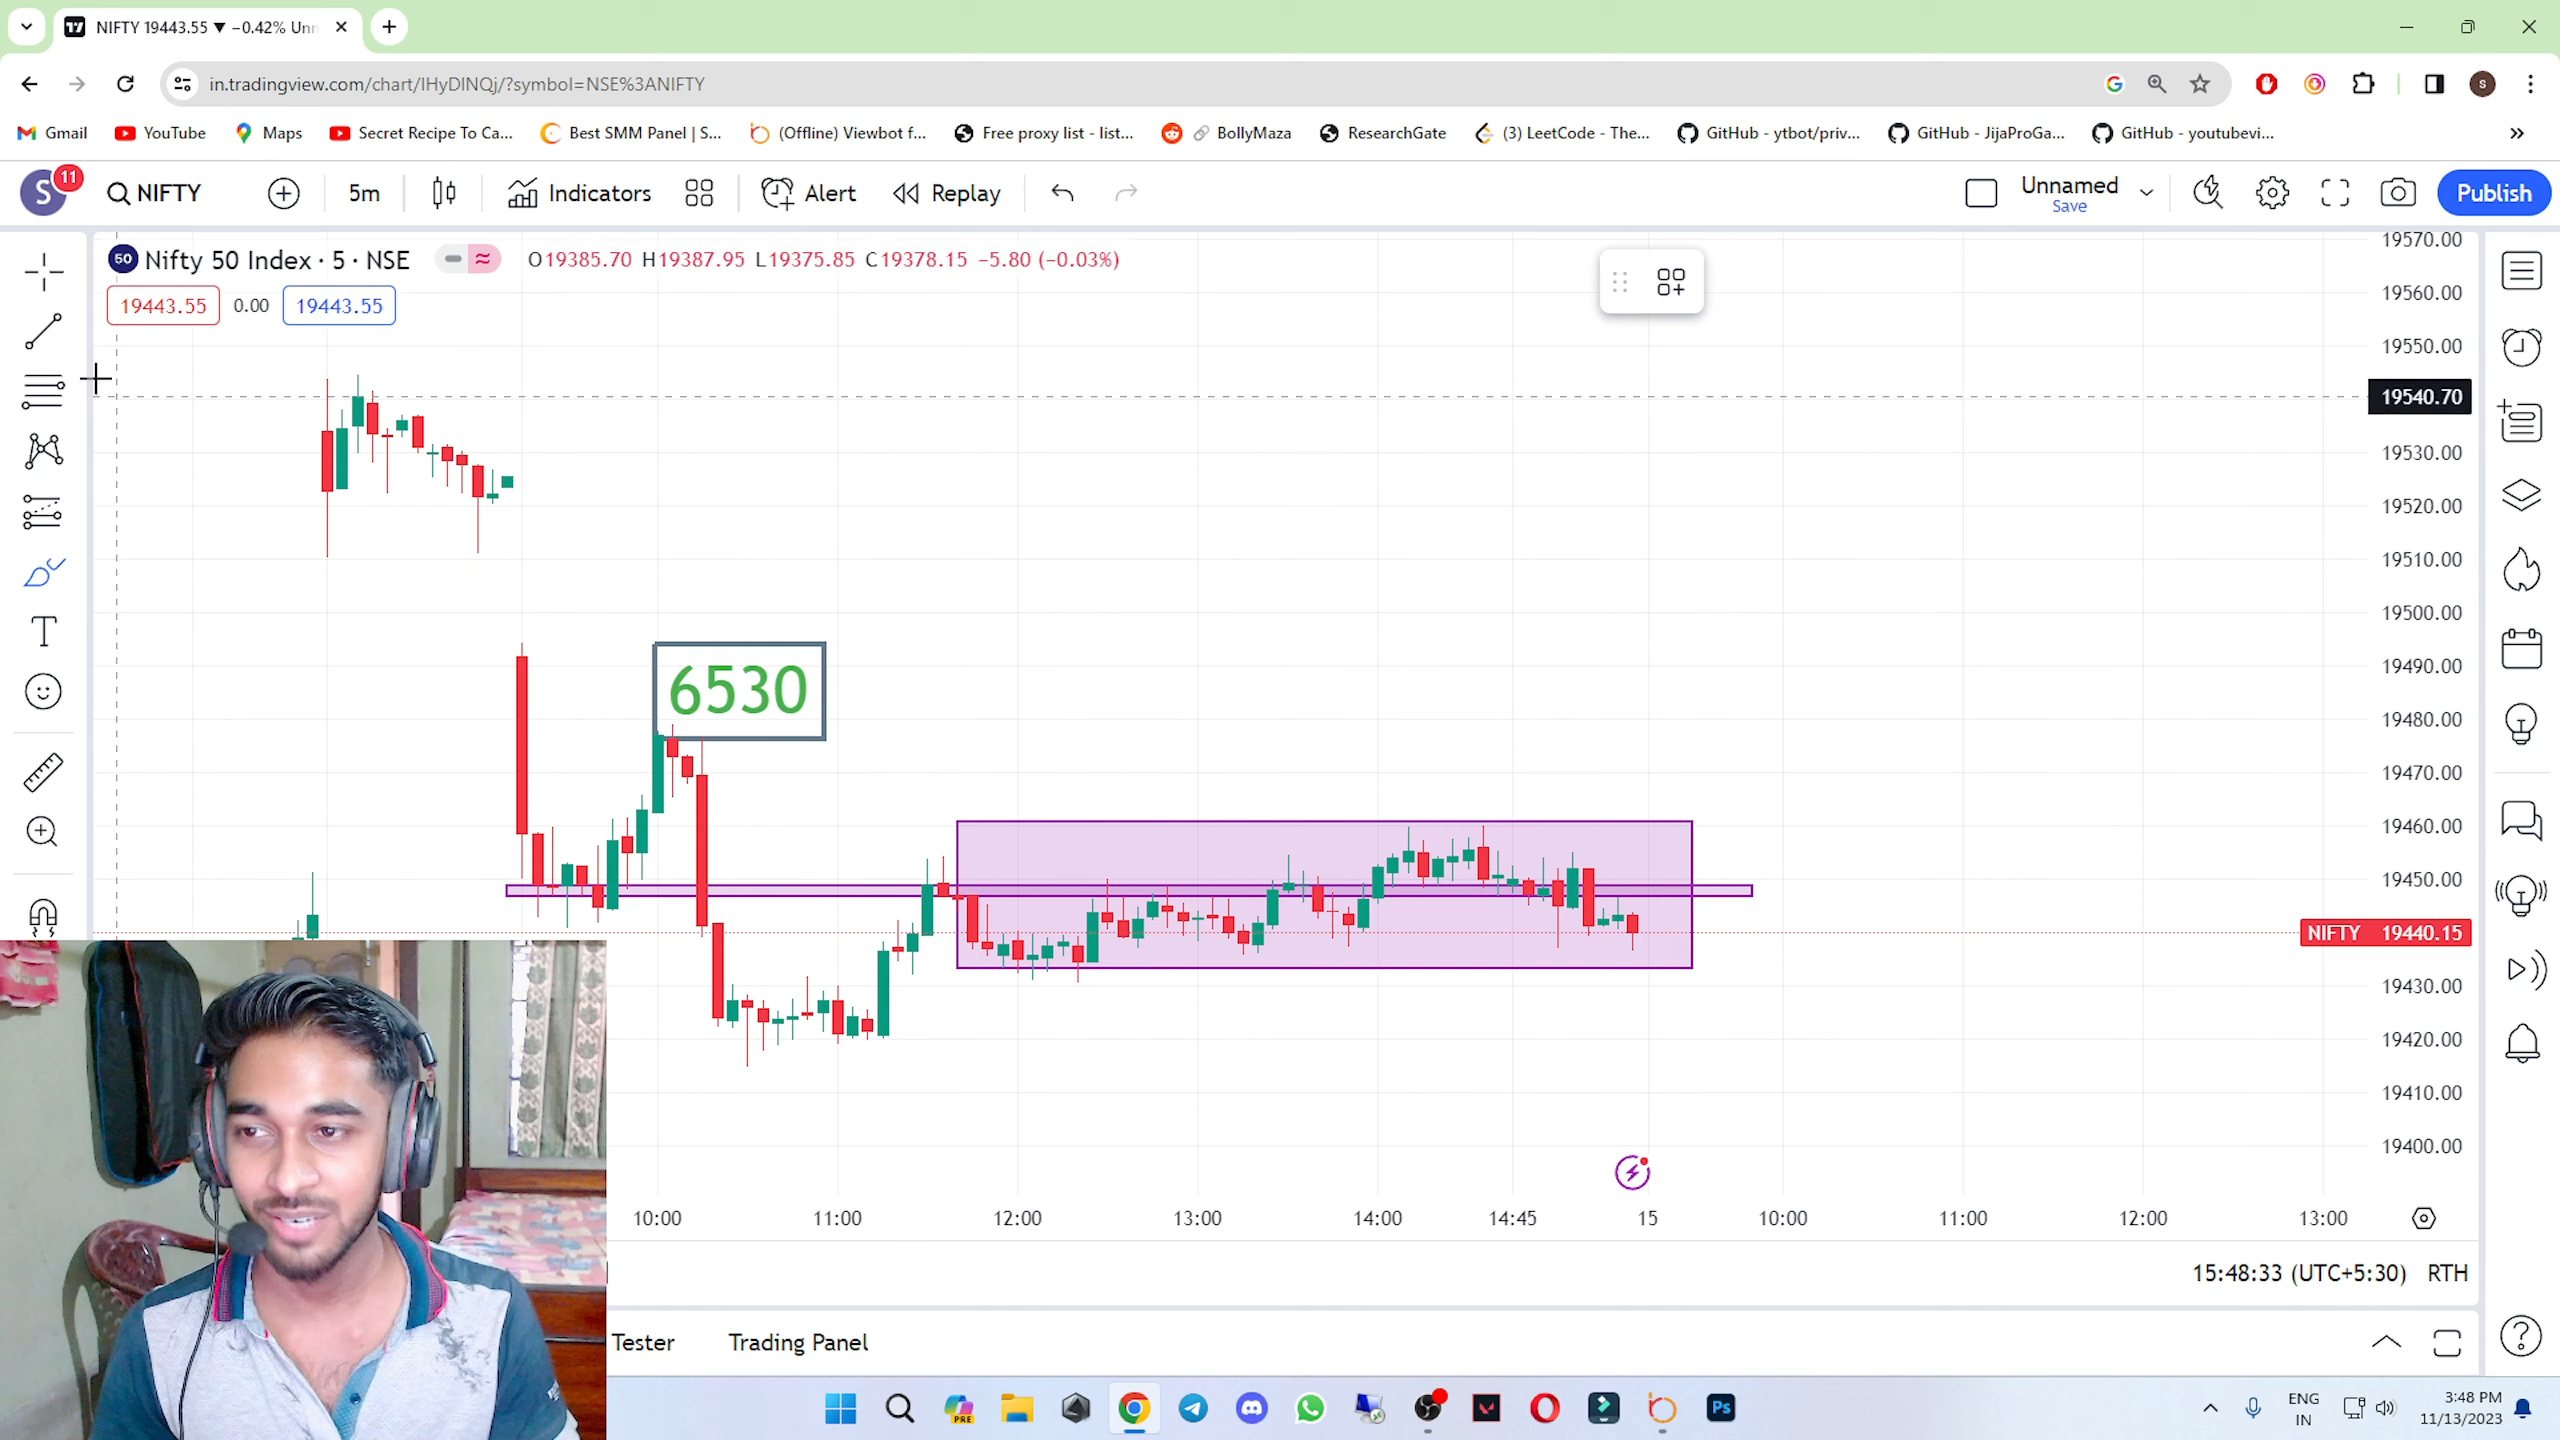 NIFTY 19443.55 ▼ −0.42% Unn
in.tradingview.com/chart/IHyDINQj/?symbol=NSE%3ANIFTY
Gmail YouTube Maps Secret Recipe To Ca... Best SMM Panel | S... (Offline) Viewbot f... Free proxy list - list... BollyMaza ResearchGate (3) LeetCode - The... GitHub - ytbot/priv... GitHub - JijaProGa... GitHub - youtubevi... »
S 11 NIFTY 5m Indicators Alert Replay Unnamed Publish
Save
50 Nifty 50 Index · 5 · NSE O19385.70 H19387.95 L19375.85 C19378.15 −5.80 (−0.03%)
19443.55 0.00 19443.55
19570.00
19560.00
19550.00
19540.70
19530.00
19520.00
19510.00
19500.00
19490.00
6530
19480.00
19470.00
19460.00
19450.00
NIFTY 19440.15
19430.00
19420.00
19410.00
19400.00
10:00 11:00 12:00 13:00 14:00 14:45 15 10:00 11:00 12:00 13:00
15:48:33 (UTC+5:30) RTH
Tester Trading Panel
PRE Ps
ENG 3:48 PM
IN 11/13/2023